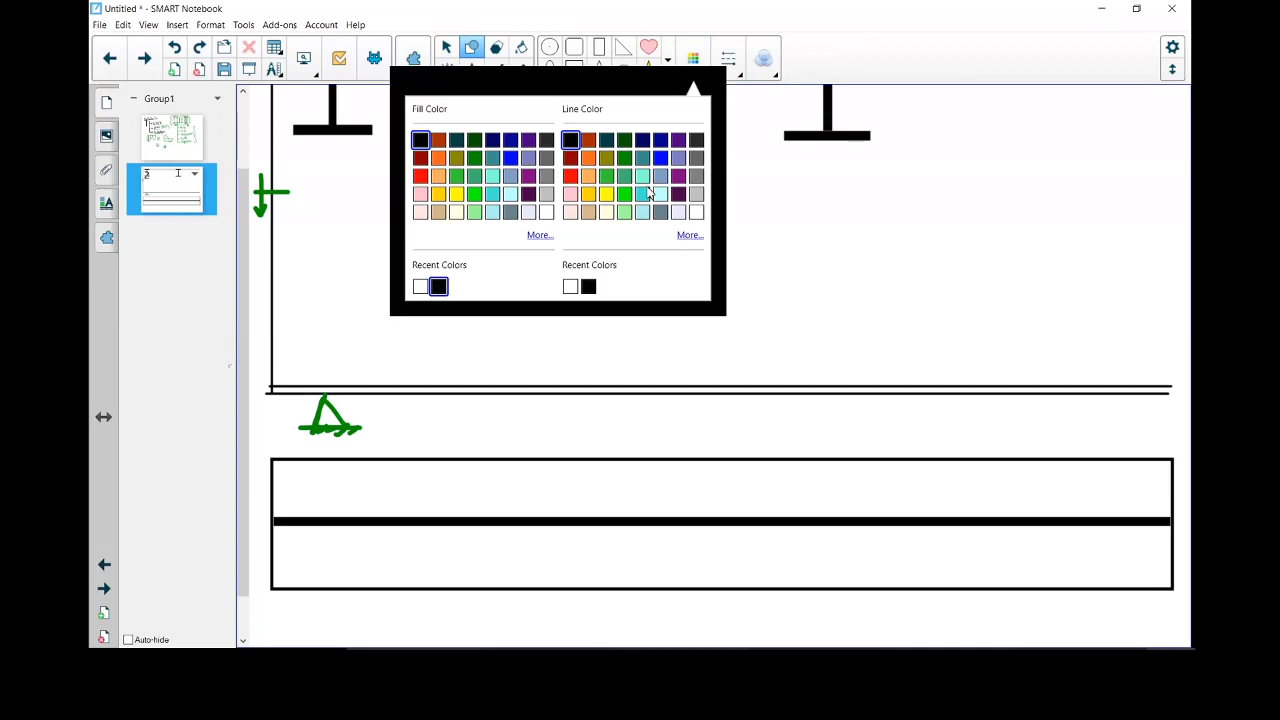 Untitled * - SMART Notebook
File Edit View Insert Format Tools Add-ons Account Help
Group1
Fill Color
Line Color
More...
More...
Recent Colors
Recent Colors
Auto-hide